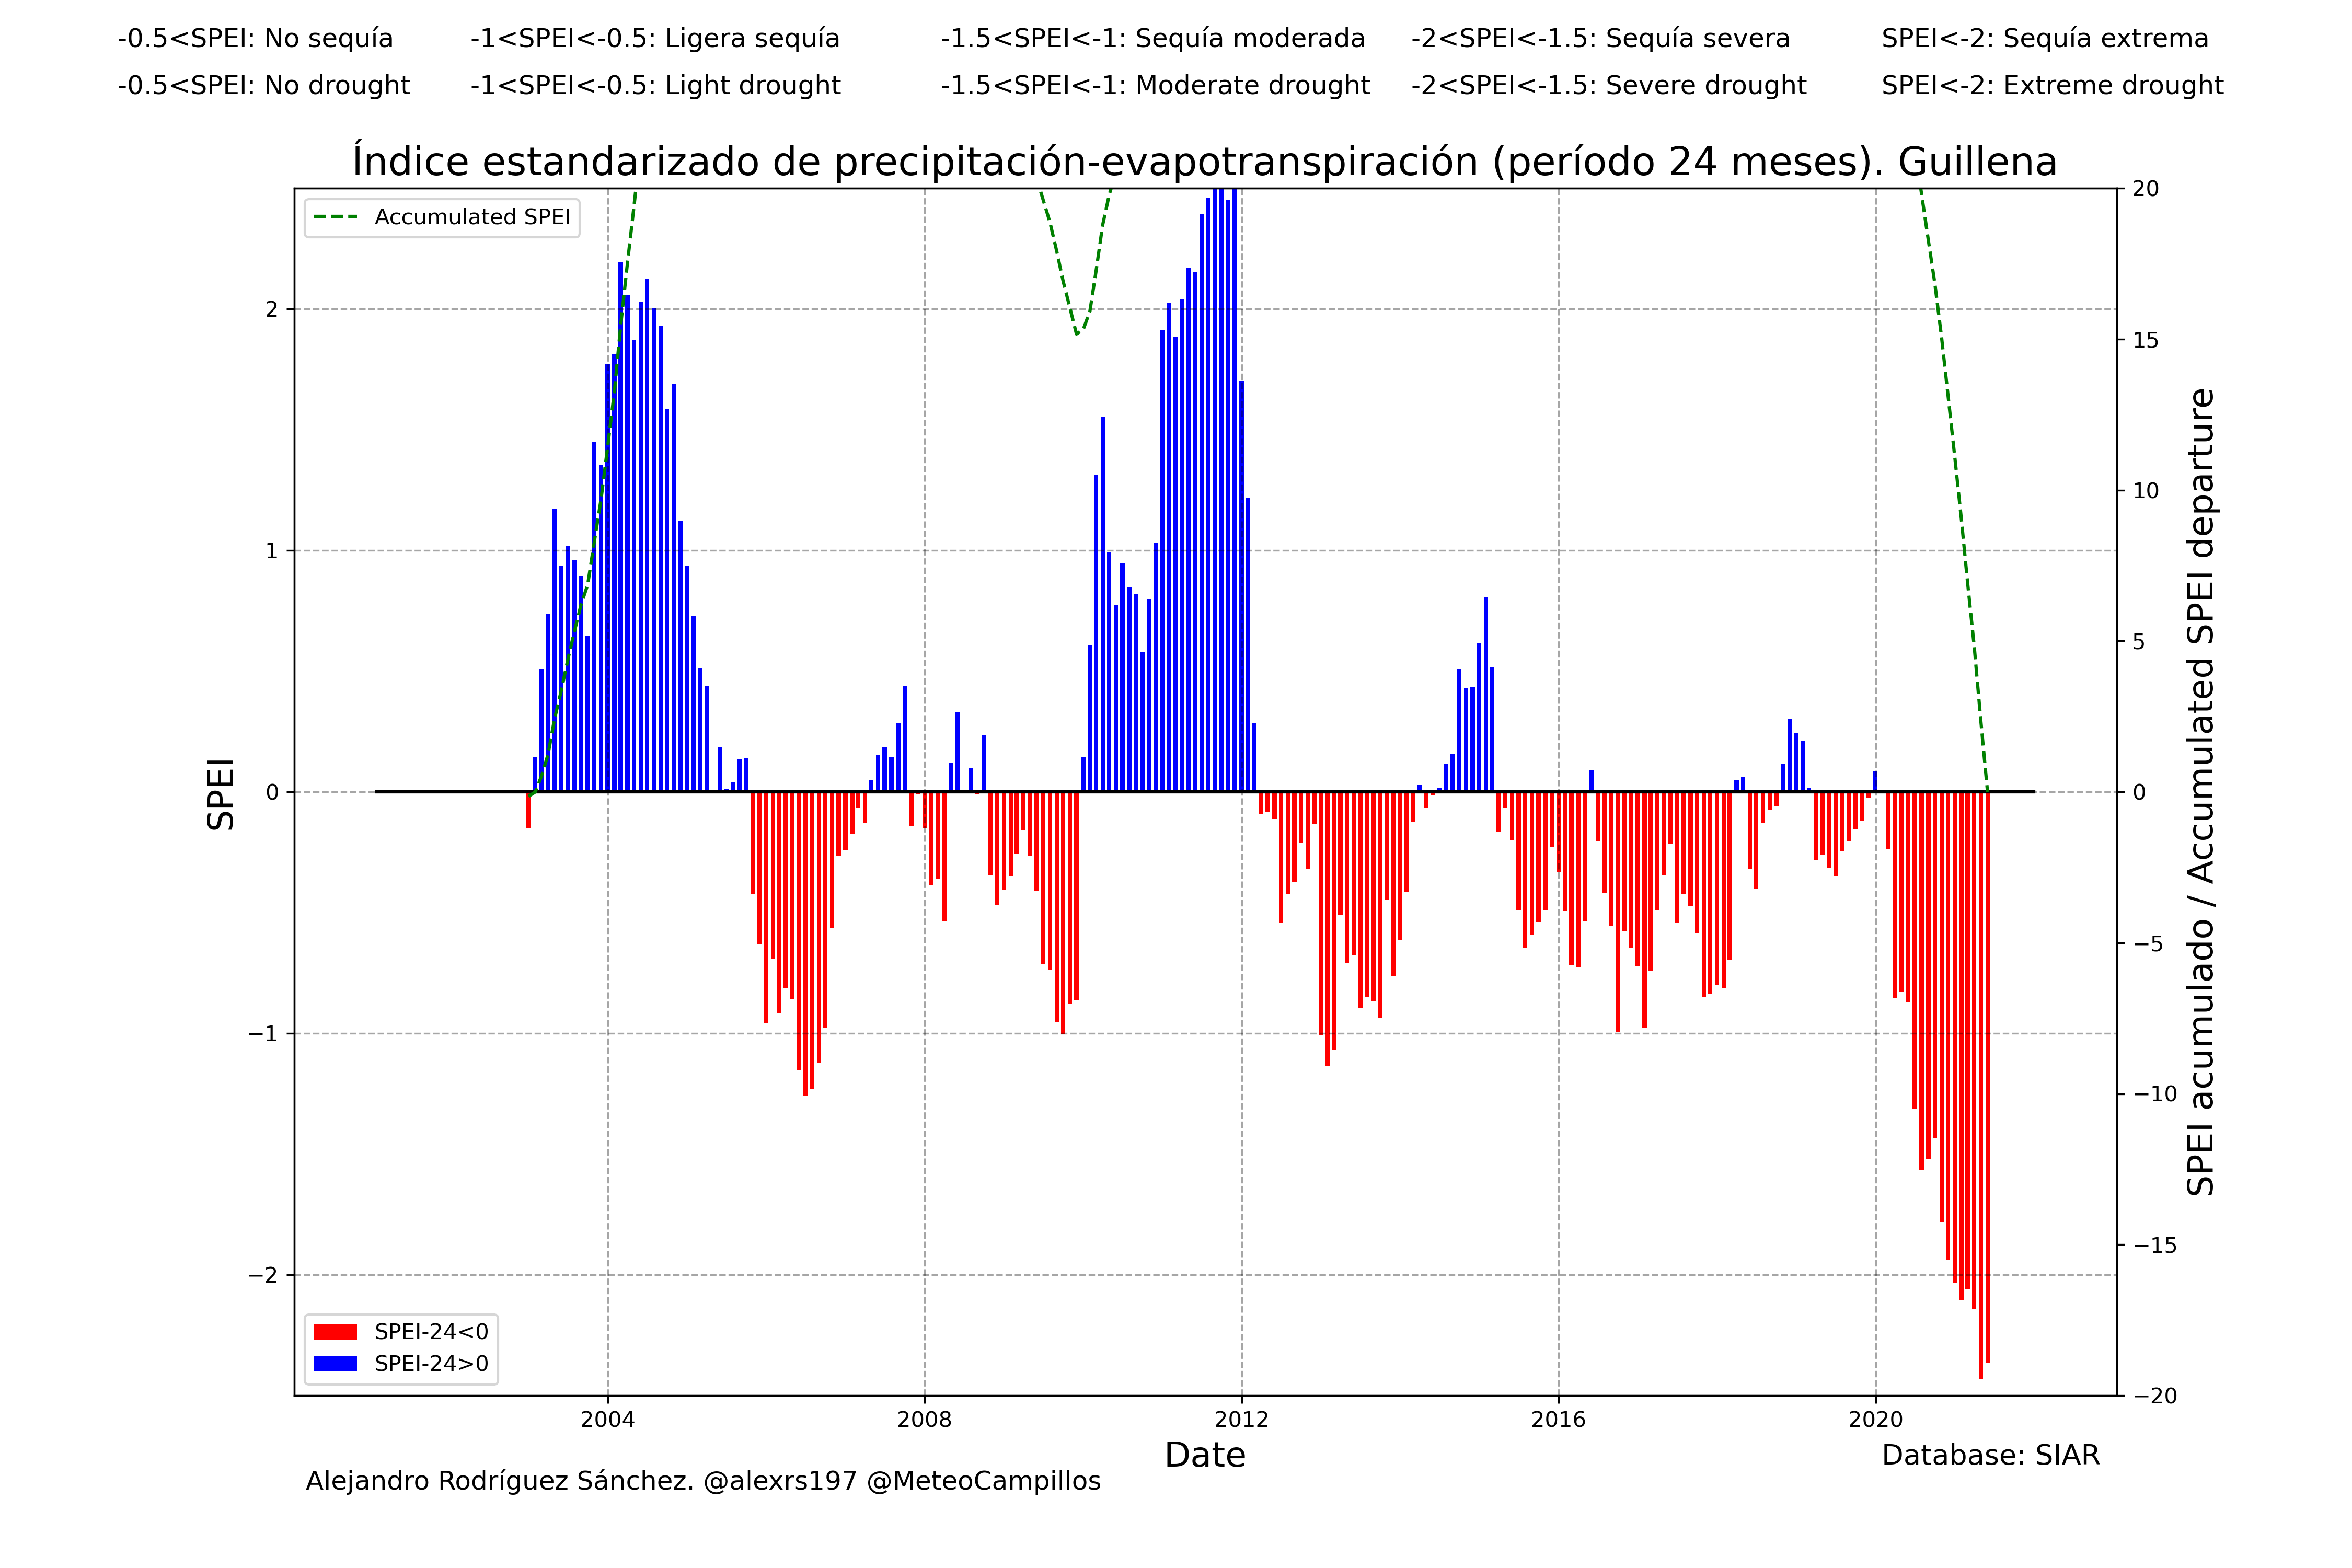 -0.5<SPEI: No sequía -1<SPEI<-0.5: Ligera sequía -1.5<SPEI<-1: Sequía moderada -2<SPEI<-1.5: Sequía severa SPEI<-2: Sequía extrema
-0.5<SPEI: No drought -1<SPEI<-0.5: Light drought -1.5<SPEI<-1: Moderate drought -2<SPEI<-1.5: Severe drought SPEI<-2: Extreme drought
Índice estandarizado de precipitación-evapotranspiración (período 24 meses). Guillena
Accumulated SPEI
SPEI
2
1
0
−1
−2
20
15
10
5
0
−5
−10
−15
−20
SPEI acumulado / Accumulated SPEI departure
SPEI-24<0
SPEI-24>0
2004 2008 2012 2016 2020
Date
Database: SIAR
Alejandro Rodríguez Sánchez. @alexrs197 @MeteoCampillos